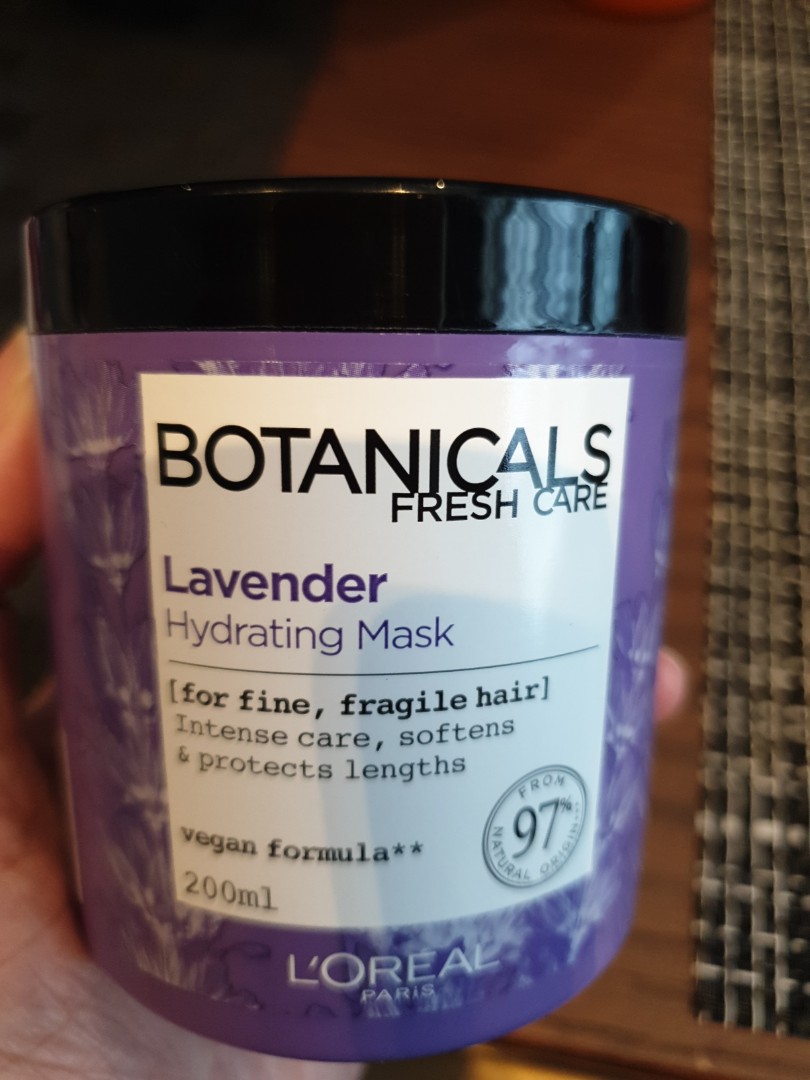 BOTANICALS
FRESH CARE
Lavender
Hydrating Mask
[for fine, fragile hair]
Intense care, softens
& protects lengths
vegan formula**
200ml
FROM
97%
NATURAL ORIGIN
L'ORÉAL
PARIS